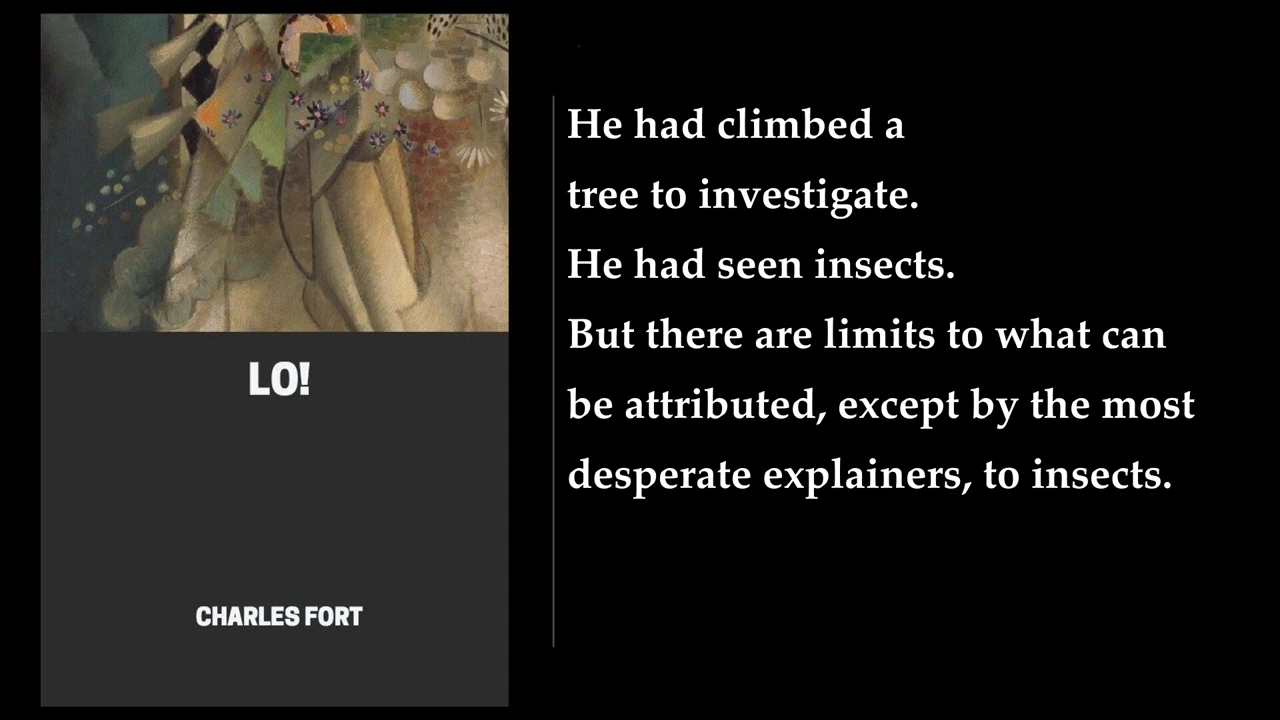 LO!
CHARLES FORT
He had climbed a
tree to investigate.
He had seen insects.
But there are limits to what can
be attributed, except by the most
desperate explainers, to insects.